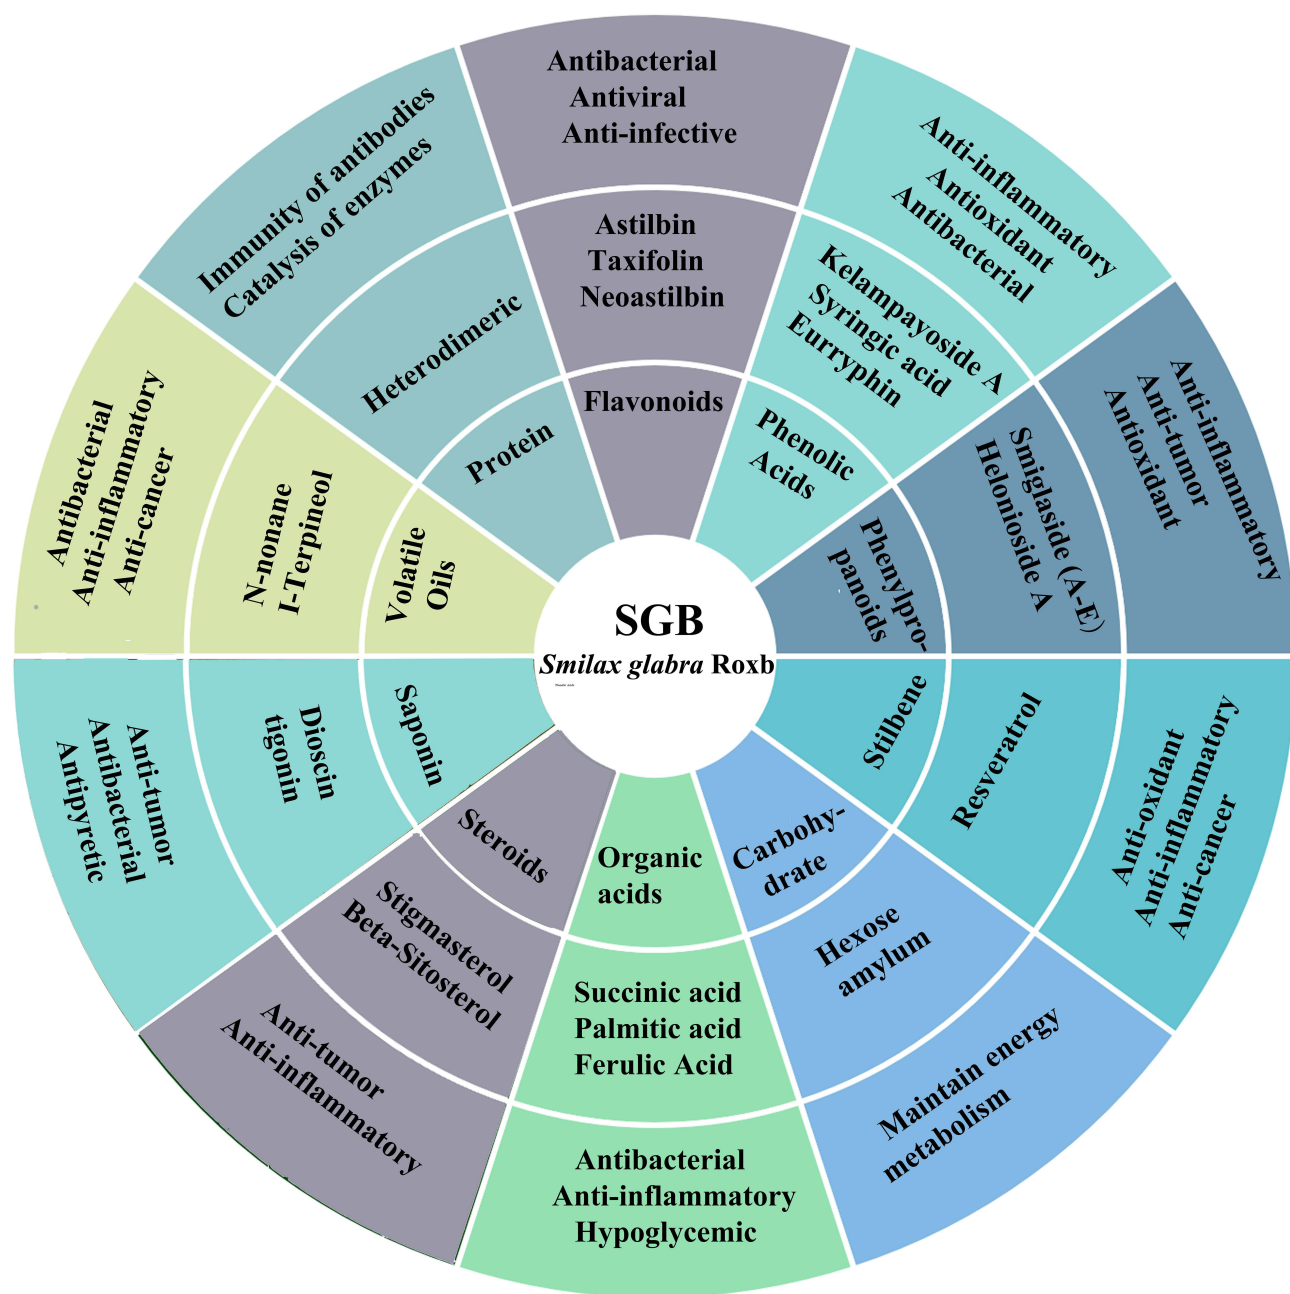 SGB
Smilax glabra Roxb
Flavonoids
Astilbin
Taxifolin
Neoastilbin
Antibacterial
Antiviral
Anti-infective
Phenolic
Acids
Kelampayoside A
Syringic acid
Eurryphin
Anti-inflammatory
Antioxidant
Antibacterial
Phenylpro-
panoids
Smiglaside (A-E)
Helonioside A
Anti-inflammatory
Anti-tumor
Antioxidant
Stilbene
Resveratrol
Anti-oxidant
Anti-inflammatory
Anti-cancer
Carbohy-
drate
Hexose
amylum
Maintain energy
metabolism
Organic
acids
Succinic acid
Palmitic acid
Ferulic Acid
Antibacterial
Anti-inflammatory
Hypoglycemic
Steroids
Stigmasterol
Beta-Sitosterol
Anti-tumor
Anti-inflammatory
Saponin
Dioscin
tigonin
Anti-tumor
Antibacterial
Antipyretic
Volatile
Oils
N-nonane
I-Terpineol
Antibacterial
Anti-inflammatory
Anti-cancer
Protein
Heterodimeric
Immunity of antibodies
Catalysis of enzymes